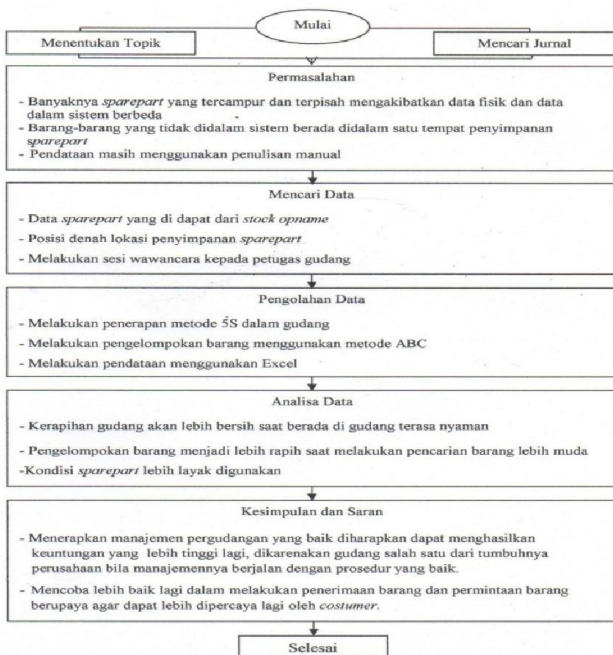 Mulai
Menentukan Topik
Mencari Jurnal
Permasalahan
- Banyaknya sparepart yang tercampur dan terpisah mengakibatkan data fisik dan data
dalam sistem berbeda
- Barang-barang yang tidak didalam sistem berada didalam satu tempat penyimpanan
sparepart
- Pendataan masih menggunakan penulisan manual
Mencari Data
- Data sparepart yang di dapat dari stock opname
- Posisi denah lokasi penyimpanan sparepart
- Melakukan sesi wawancara kepada petugas gudang
Pengolahan Data
- Melakukan penerapan metode 5S dalam gudang
- Melakukan pengelompokan barang menggunakan metode ABC
- Melakukan pendataan menggunakan Excel
Analisa Data
- Kerapihan gudang akan lebih bersih saat berada di gudang terasa nyaman
- Pengelompokan barang menjadi lebih rapih saat melakukan pencarian barang lebih muda
-Kondisi sparepart lebih layak digunakan
Kesimpulan dan Saran
- Menerapkan manajemen pergudangan yang baik diharapkan dapat menghasilkan
keuntungan yang lebih tinggi lagi, dikarenakan gudang salah satu dari tumbuhnya
perusahaan bila manajemennya berjalan dengan prosedur yang baik.
- Mencoba lebih baik lagi dalam melakukan penerimaan barang dan permintaan barang
berupaya agar dapat lebih dipercaya lagi oleh costumer.
Selesai